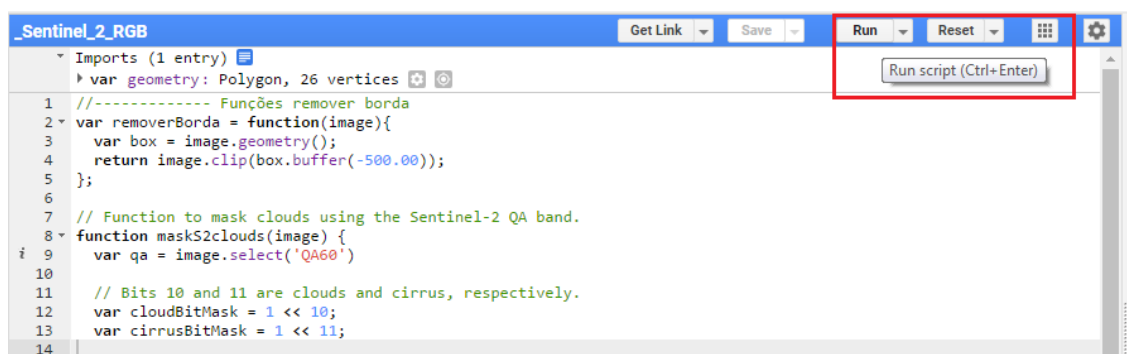 _Sentinel_2_RGB Get Link Save Run Reset
Imports (1 entry)
var geometry: Polygon, 26 vertices
Run script (Ctrl+Enter)
1 //------------- Funções remover borda
2 var removerBorda = function(image){
3   var box = image.geometry();
4   return image.clip(box.buffer(-500.00));
5 };
6
7 // Function to mask clouds using the Sentinel-2 QA band.
8 function maskS2clouds(image) {
i 9   var qa = image.select('QA60')
10
11   // Bits 10 and 11 are clouds and cirrus, respectively.
12   var cloudBitMask = 1 << 10;
13   var cirrusBitMask = 1 << 11;
14